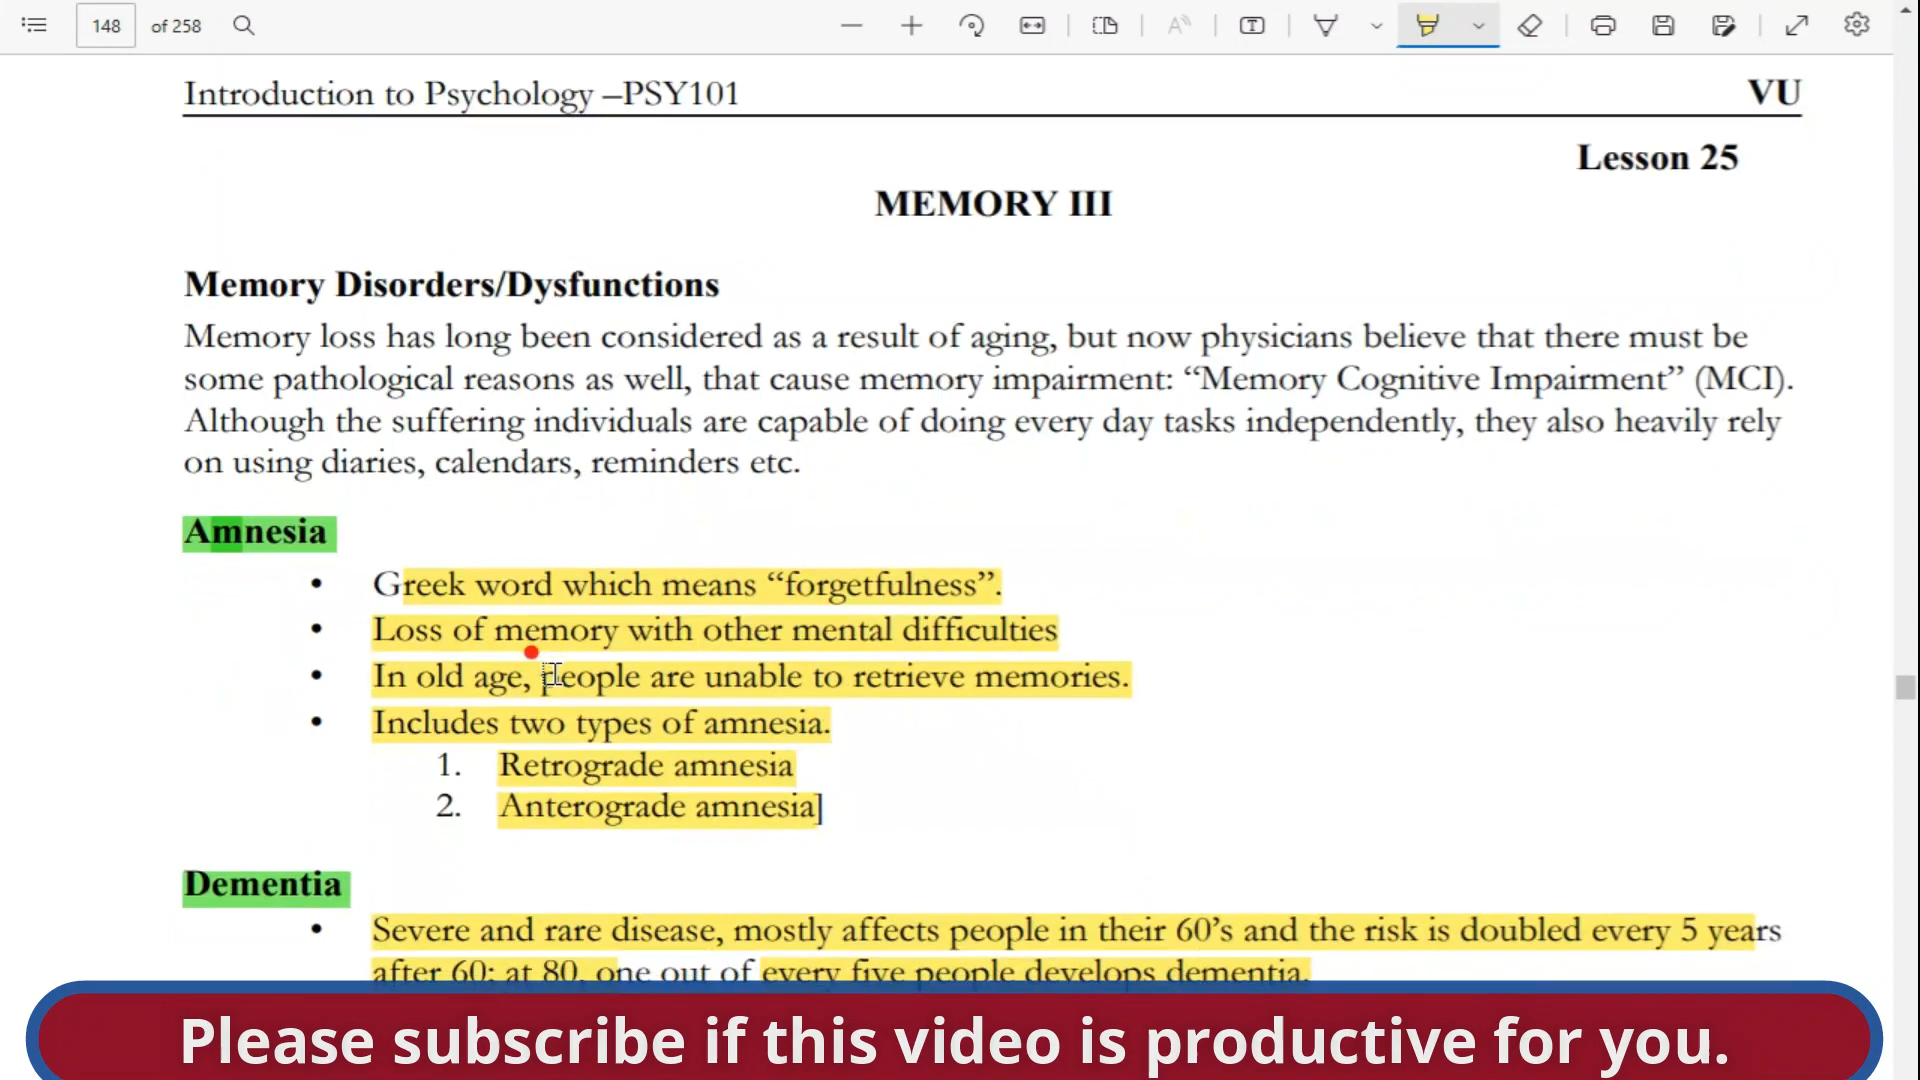 148 of 258
Introduction to Psychology –PSY101 VU
Lesson 25
MEMORY III
Memory Disorders/Dysfunctions
Memory loss has long been considered as a result of aging, but now physicians believe that there must be
some pathological reasons as well, that cause memory impairment: “Memory Cognitive Impairment” (MCI).
Although the suffering individuals are capable of doing every day tasks independently, they also heavily rely
on using diaries, calendars, reminders etc.
Amnesia
• Greek word which means “forgetfulness”.
• Loss of memory with other mental difficulties
• In old age, people are unable to retrieve memories.
• Includes two types of amnesia.
1. Retrograde amnesia
2. Anterograde amnesia]
Dementia
• Severe and rare disease, mostly affects people in their 60’s and the risk is doubled every 5 years
after 60; at 80, one out of every five people develops dementia.
Please subscribe if this video is productive for you.